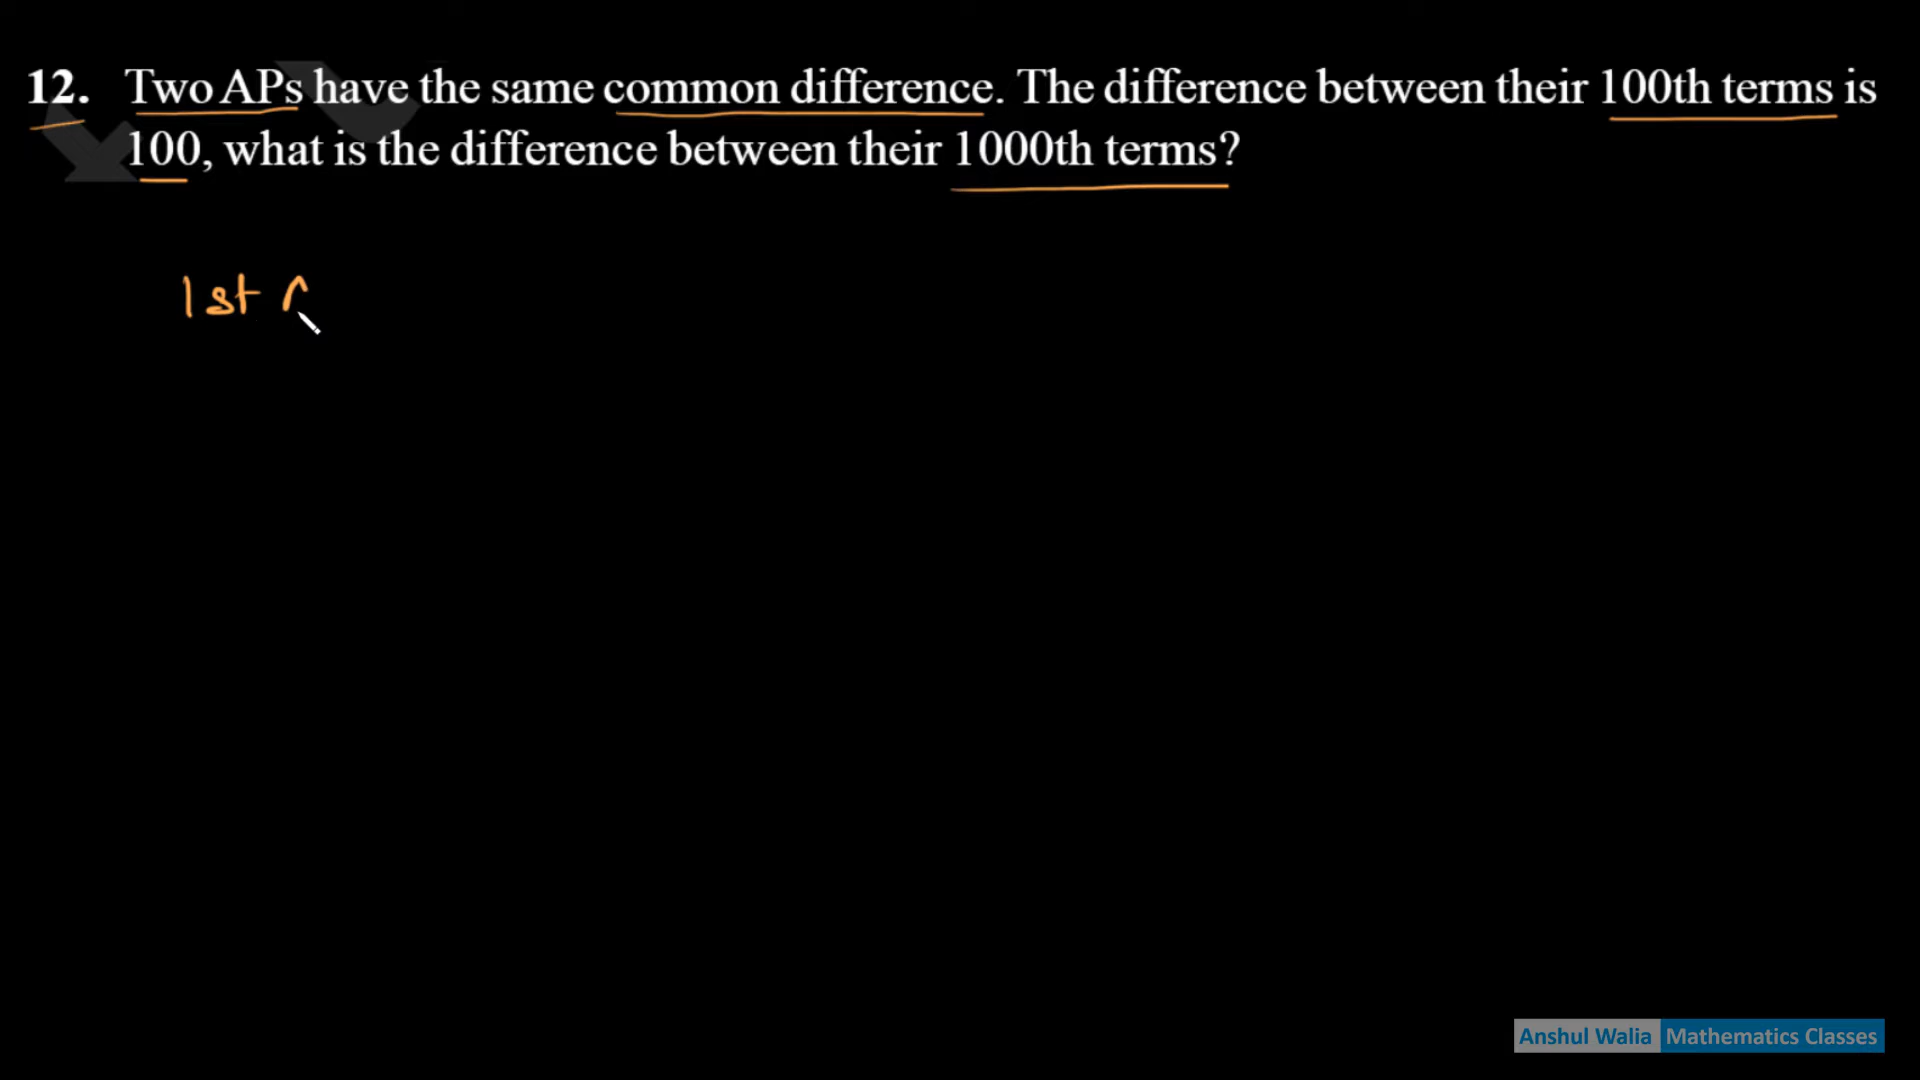 12. Two APs have the same common difference. The difference between their 100th terms is
100, what is the difference between their 1000th terms?
1st
Anshul Walia Mathematics Classes